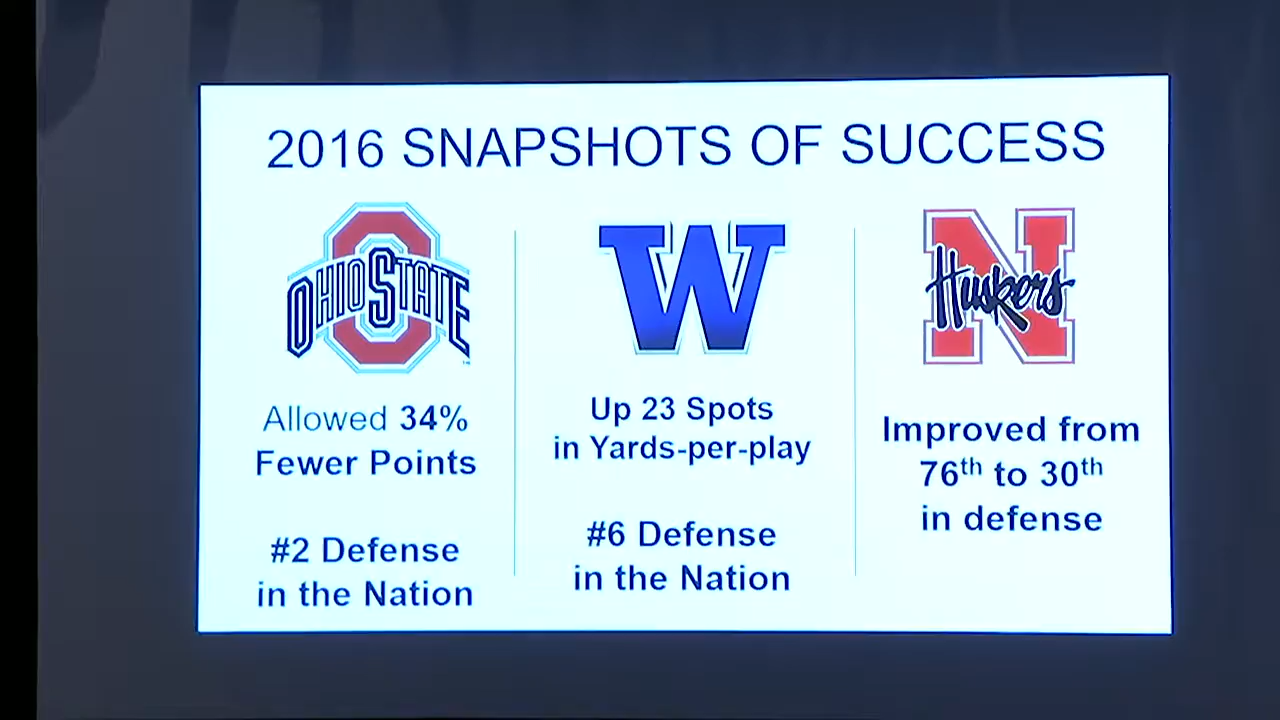 2016 SNAPSHOTS OF SUCCESS
OHIO STATE
Allowed 34%
Fewer Points
#2 Defense
in the Nation
W
Up 23 Spots
in Yards-per-play
#6 Defense
in the Nation
N
Huskers
Improved from
76th to 30th
in defense